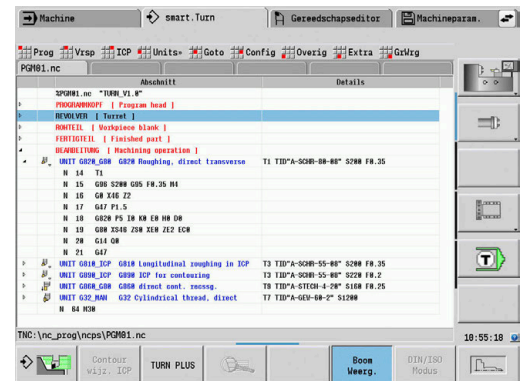 Machine
smart.Turn
Gereedschapseditor
Machineparam.
Prog Vrsp ICP Units» Goto Config Overig Extra GrWrg
PGM01.nc
Abschnitt Details
%PGM01.nc "TURN_V1.0"
PROGRAMMKOPF [ Program head ]
REVOLVER [ Turret ]
ROHTEIL [ Workpiece blank ]
FERTIGTEIL [ Finished part ]
BEARBEITUNG [ Machining operation ]
UNIT G820_G80 G820 Roughing, direct transverse T1 TID"A-SCHR-80-08" S200 F0.35
N 14 T1
N 15 G96 S200 G95 F0.35 M4
N 16 G0 X46 Z2
N 17 G47 P1.5
N 18 G820 P5 I0 K0 E0 H0 D0
N 19 G80 XS48 ZS0 XE0 ZE2 EC0
N 20 G14 Q0
N 21 G47
UNIT G810_ICP G810 Longitudinal roughing in ICP T3 TID"A-SCHR-55-08" S200 F0.35
UNIT G890_ICP G890 ICP for contouring T3 TID"A-SCHR-55-08" S220 F0.2
UNIT G860_G80 G860 direct cont. recssg. T8 TID"A-STECH-4-20" S160 F0.25
UNIT G32_MAN G32 Cylindrical thread, direct T7 TID"A-GEW-60-2" S1200
N 64 M30
TNC:\nc_prog\ncps\PGM01.nc
10:55:18
T
Contour wijz. ICP
TURN PLUS
Boom Weerg.
DIN/ISO Modus